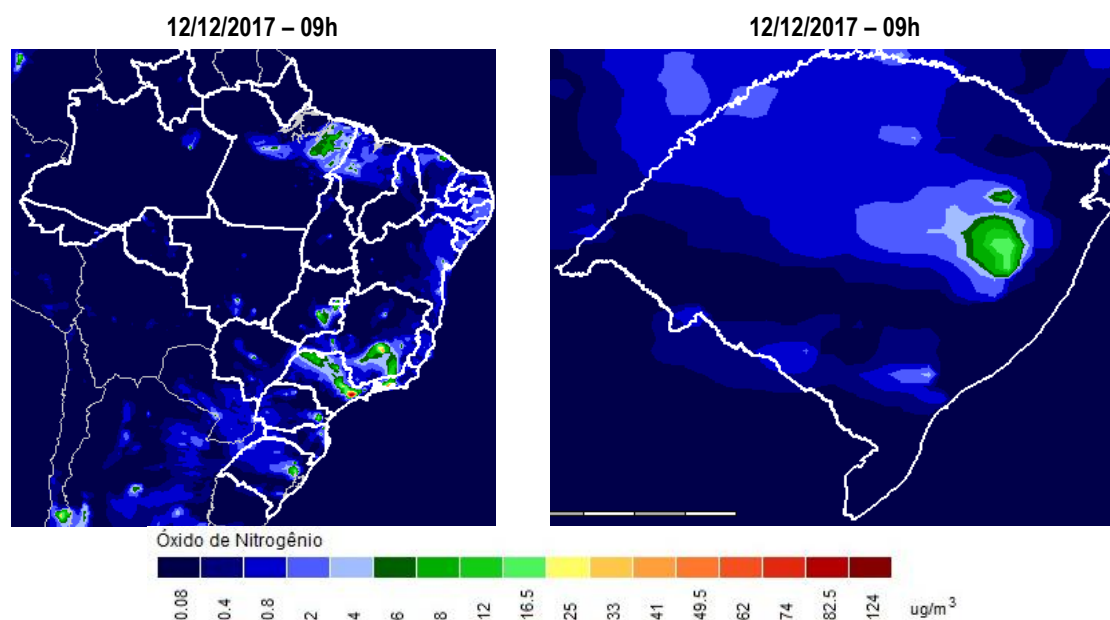 12/12/2017 – 09h
12/12/2017 – 09h
Óxido de Nitrogênio
0.08 0.4 0.8 2 4 6 8 12 16.5 25 33 41 49.5 62 74 82.5 124 ug/m³